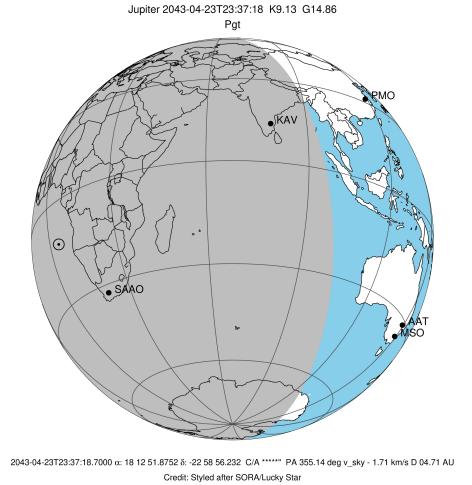 Jupiter 2043-04-23T23:37:18 K9.13 G14.86
Pgt
PMO
KAV
SAAO
AAT
MSO
2043-04-23T23:37:18.7000 α: 18 12 51.8752 δ: -22 58 56.232 C/A *****" PA 355.14 deg v_sky - 1.71 km/s D 04.71 AU
Credit: Styled after SORA/Lucky Star